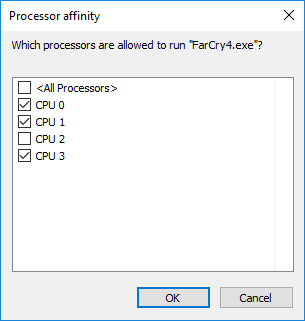 Processor affinity
Which processors are allowed to run "FarCry4.exe"?
<All Processors>
CPU 0
CPU 1
CPU 2
CPU 3
OK
Cancel